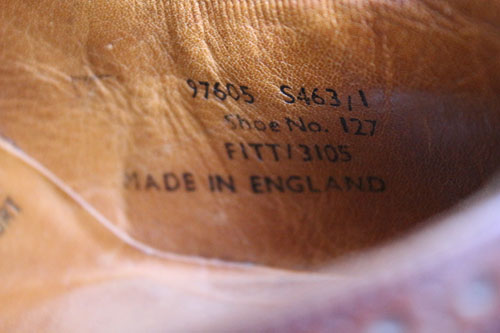 97605 S463/1
Shoe No. 127
FITT/3105
MADE IN ENGLAND